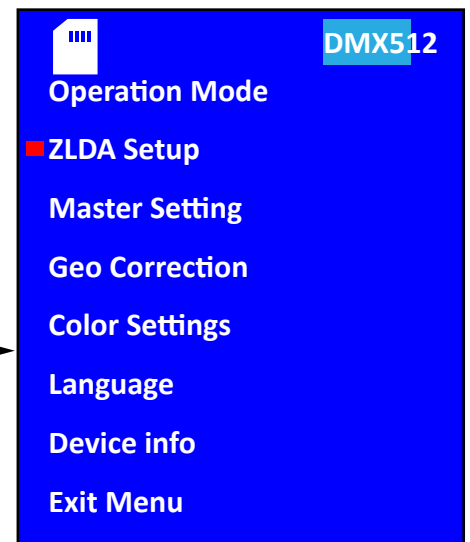 DMX512
Operation Mode
ZLDA Setup
Master Setting
Geo Correction
Color Settings
Language
Device info
Exit Menu